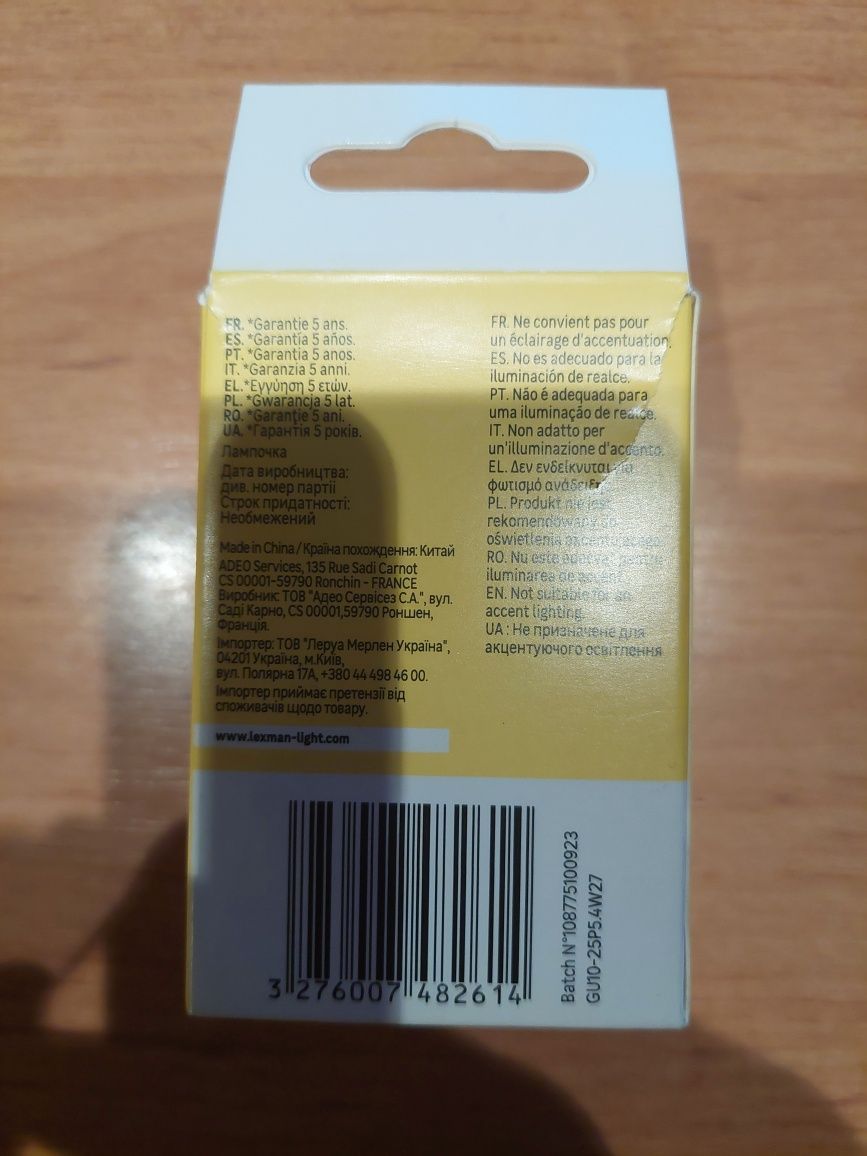 FR. *Garantie 5 ans.
ES. *Garantía 5 años.
PT. *Garantia 5 anos.
IT. *Garanzia 5 anni.
EL.*Εγγύηση 5 ετών.
PL. *Gwarancja 5 lat.
RO. *Garanție 5 ani.
UA. *Гарантія 5 років.
Лампочка
Дата виробництва:
див. номер партії
Строк придатності:
Необмежений
Made in China / Країна походження: Китай
ADEO Services, 135 Rue Sadi Carnot
CS 00001-59790 Ronchin - FRANCE
Виробник: ТОВ "Адео Сервісез С.А.", вул.
Саді Карно, CS 00001,59790 Роншен,
Франція.
Імпортер: ТОВ "Леруа Мерлен Україна",
04201 Україна, м.Київ,
вул. Полярна 17А, +380 44 498 46 00.
Імпортер приймає претензії від
споживачів щодо товару.
www.lexman-light.com
FR. Ne convient pas pour
un éclairage d'accentuation.
ES. No es adecuado para la
iluminación de realce.
PT. Não é adequada para
uma iluminação de realce.
IT. Non adatto per
un'illuminazione d'accento.
EL. Δεν ενδείκνυται για
φωτισμό ανάδειξης
PL. Produkt nie jest
rekomendowany do
oświetlenia
RO. Nu este adecvat pentru
iluminarea de accent.
EN. Not suitable for an
accent lighting.
UA : Не призначене для
акцентуючого освітлення
3 276007 482614
Batch N°108775100923
GU10-25P5.4W27